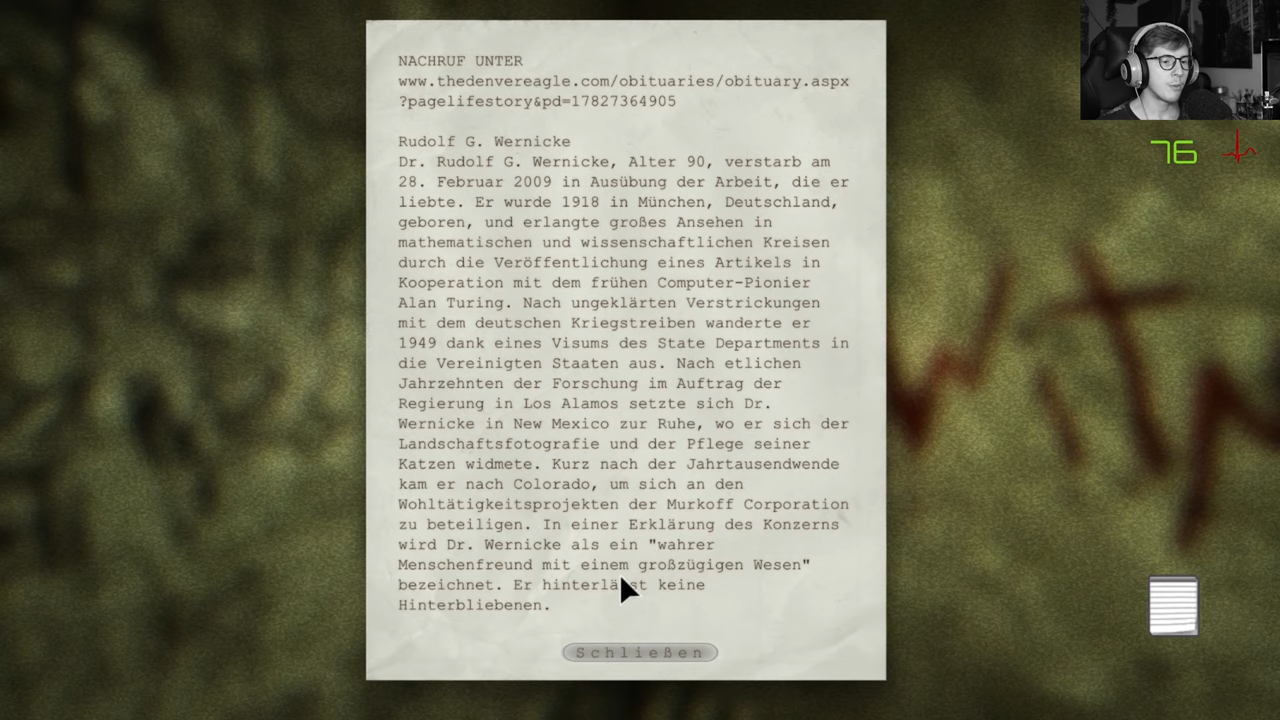 NACHRUF UNTER
www.thedenvereagle.com/obituaries/obituary.aspx
?pagelifestory&pd=17827364905
Rudolf G. Wernicke
Dr. Rudolf G. Wernicke, Alter 90, verstarb am
28. Februar 2009 in Ausübung der Arbeit, die er
liebte. Er wurde 1918 in München, Deutschland,
geboren, und erlangte großes Ansehen in
mathematischen und wissenschaftlichen Kreisen
durch die Veröffentlichung eines Artikels in
Kooperation mit dem frühen Computer-Pionier
Alan Turing. Nach ungeklärten Verstrickungen
mit dem deutschen Kriegstreiben wanderte er
1949 dank eines Visums des State Departments in
die Vereinigten Staaten aus. Nach etlichen
Jahrzehnten der Forschung im Auftrag der
Regierung in Los Alamos setzte sich Dr.
Wernicke in New Mexico zur Ruhe, wo er sich der
Landschaftsfotografie und der Pflege seiner
Katzen widmete. Kurz nach der Jahrtausendwende
kam er nach Colorado, um sich an den
Wohltätigkeitsprojekten der Murkoff Corporation
zu beteiligen. In einer Erklärung des Konzerns
wird Dr. Wernicke als ein "wahrer
Menschenfreund mit einem großzügigen Wesen"
bezeichnet. Er hinterlässt keine
Hinterbliebenen.
Schließen
76